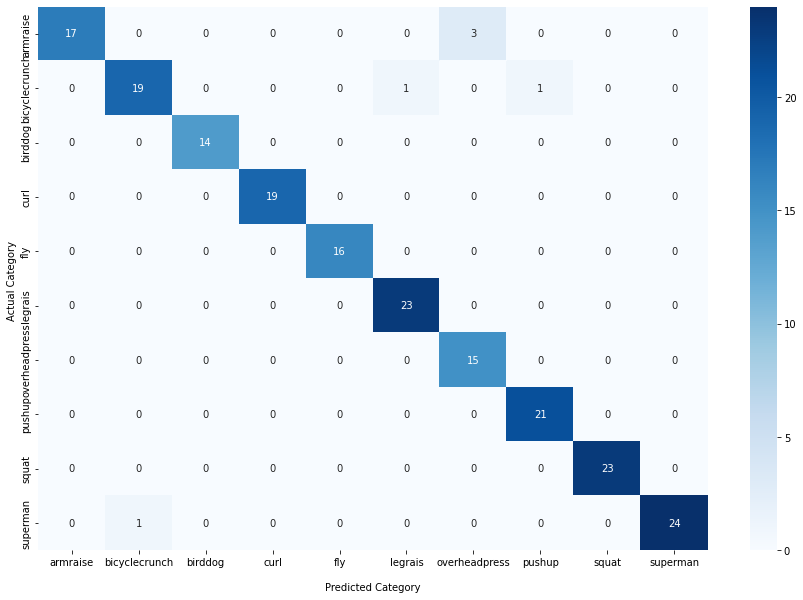 armraise 17 0 0 0 0 0 3 0 0 0
bicyclecrunch 0 19 0 0 0 1 0 1 0 0
birddog 0 0 14 0 0 0 0 0 0 0
curl 0 0 0 19 0 0 0 0 0 0
fly 0 0 0 0 16 0 0 0 0 0
legrais 0 0 0 0 0 23 0 0 0 0
overheadpress 0 0 0 0 0 0 15 0 0 0
pushup 0 0 0 0 0 0 0 21 0 0
squat 0 0 0 0 0 0 0 0 23 0
superman 0 1 0 0 0 0 0 0 0 24
armraise bicyclecrunch birddog curl fly legrais overheadpress pushup squat superman
Predicted Category
Actual Category
20
15
10
5
0